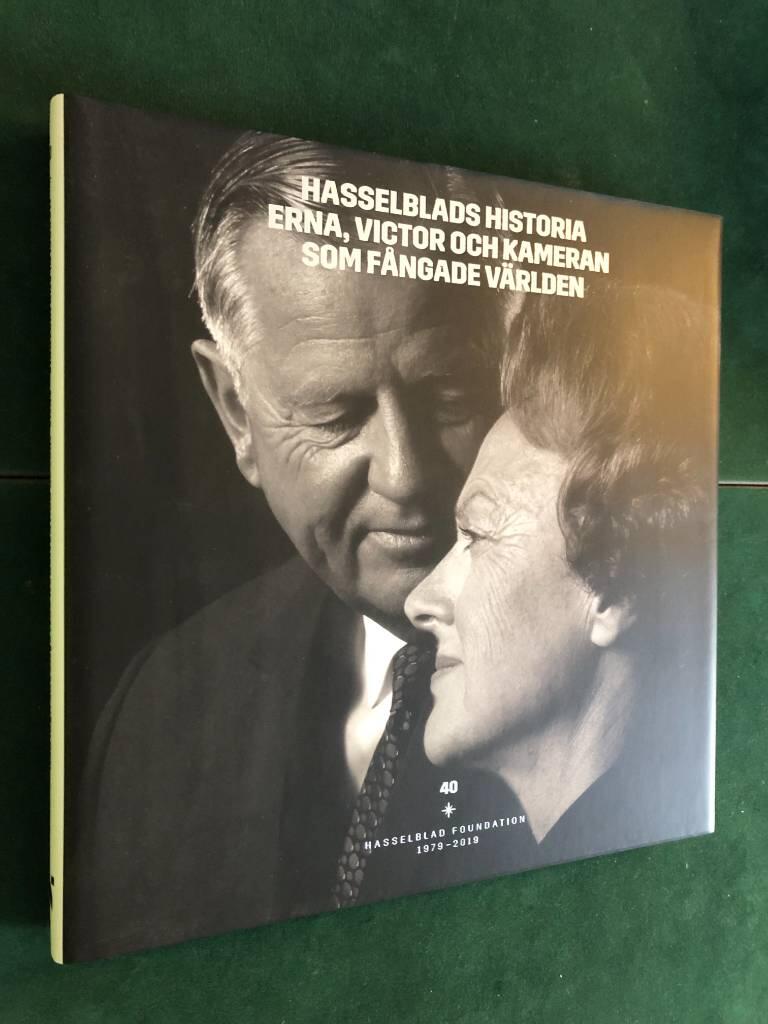 HASSELBLADS HISTORIA
ERNA, VICTOR OCH KAMERAN
SOM FÅNGADE VÄRLDEN
40
HASSELBLAD FOUNDATION
1979–2019